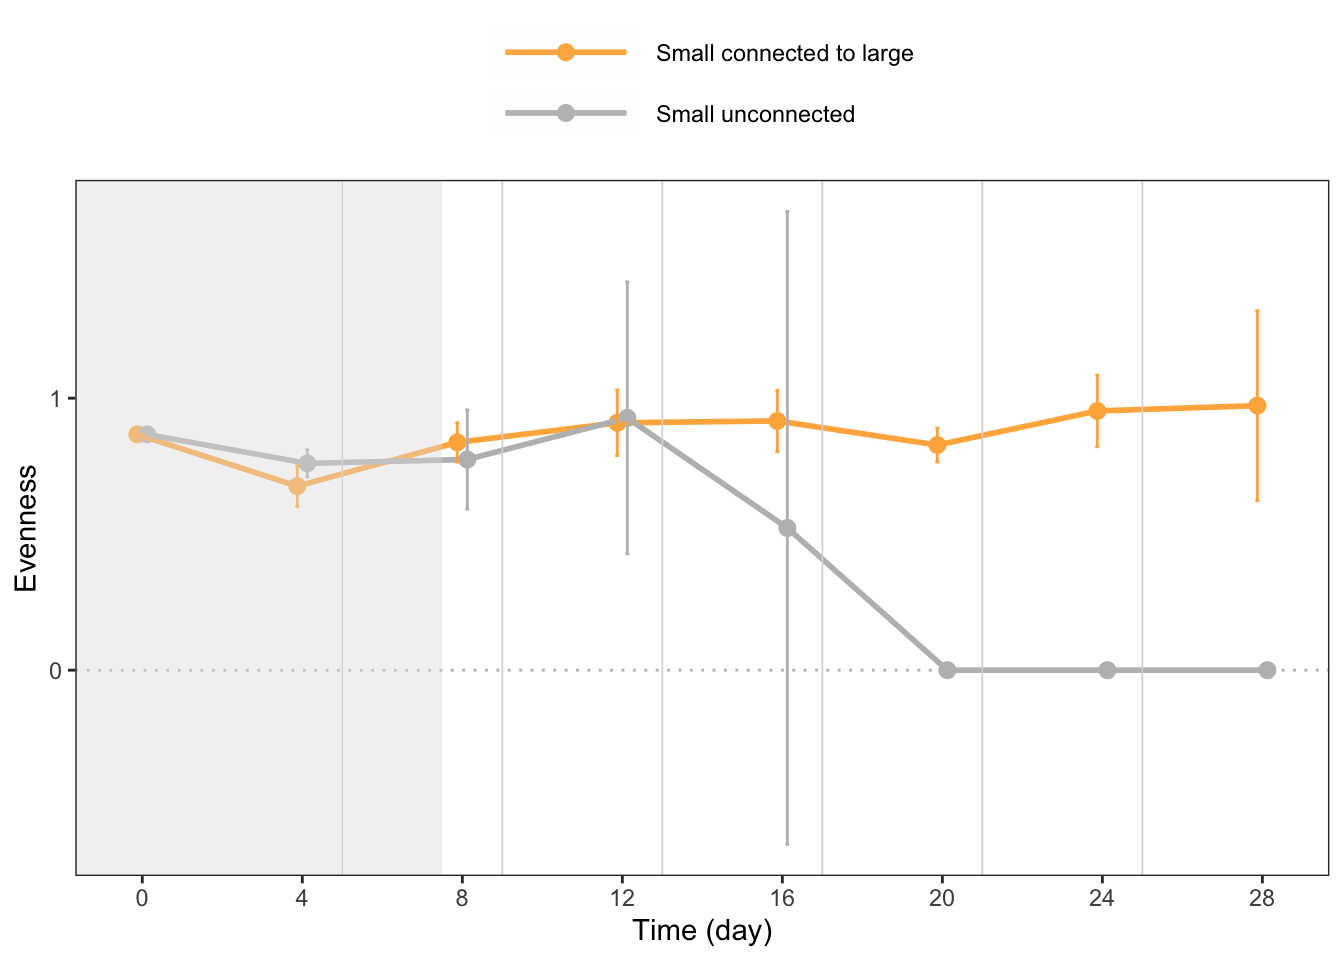 Small connected to large
Small unconnected
Evenness
1
0
0 4 8 12 16 20 24 28
Time (day)